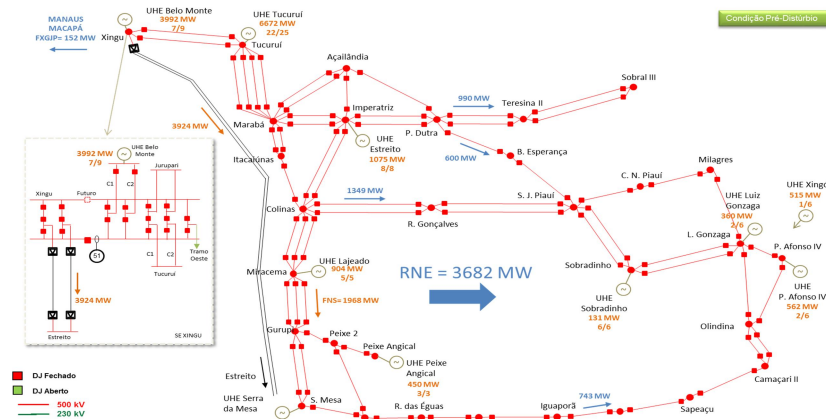 MANAUS
MACAPÁ
FXGJP= 152 MW
Xingu
UHE Belo Monte
3992 MW
7/9
UHE Tucuruí
6672 MW
22/25
Tucuruí
Condição Pré-Distúrbio
Açailândia
Sobral III
3924 MW
Marabá
Imperatriz
990 MW
Teresina II
P. Dutra
UHE
Estreito
1075 MW
8/8
Itacaiúnas
600 MW
B. Esperança
Milagres
C. N. Piauí
3992 MW
7/9
UHE Belo
Monte
Jurupari
C1
C2
Xingu
Futuro
51
C1
C2
Tramo
Oeste
Tucuruí
3924 MW
Estreito
SE XINGU
Colinas
1349 MW
R. Gonçalves
S. J. Piauí
UHE Luiz
Gonzaga
380 MW
2/6
UHE Xingó
515 MW
1/6
L. Gonzaga
P. Afonso IV
UHE
P. Afonso IV
562 MW
2/6
Miracema
UHE Lajeado
904 MW
5/5
RNE = 3682 MW
Sobradinho
UHE
Sobradinho
131 MW
6/6
FNS= 1968 MW
Gurupi
Peixe 2
Peixe Angical
UHE Peixe
Angical
450 MW
3/3
Olindina
Camaçari II
Estreito
UHE Serra
da Mesa
S. Mesa
R. das Éguas
Iguaporã
743 MW
Sapeaçu
DJ Fechado
DJ Aberto
500 kV
230 kV